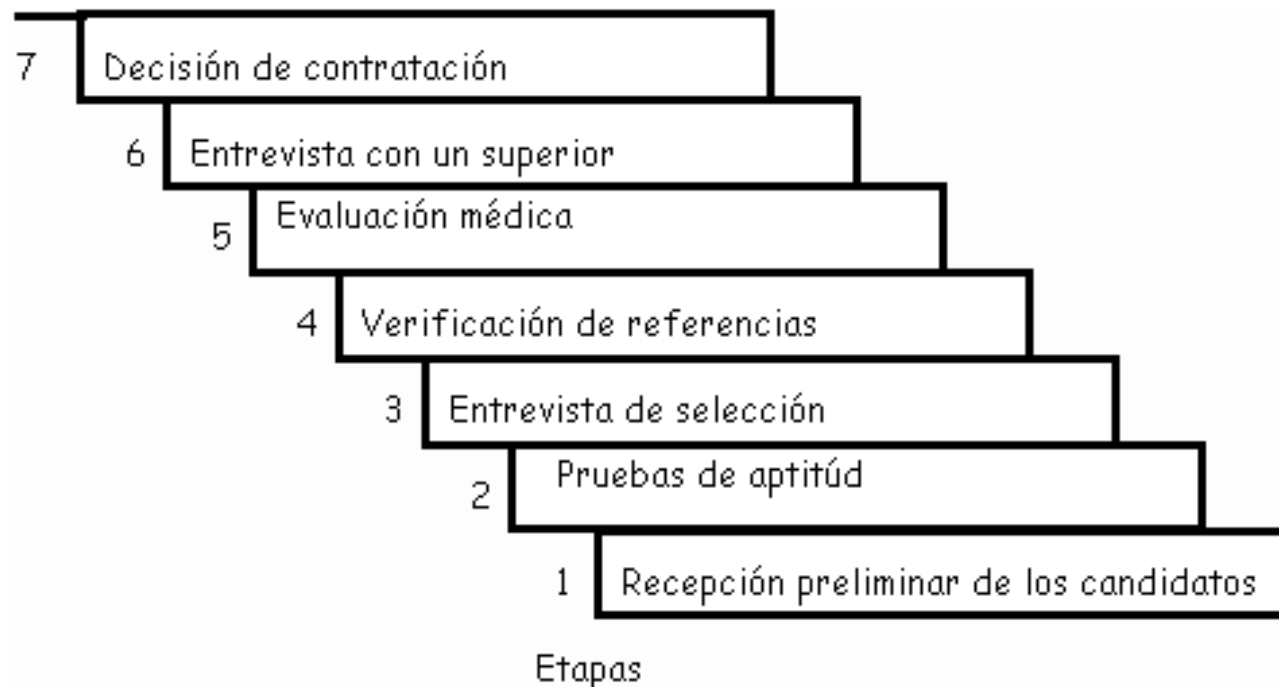 7 Decisión de contratación
6 Entrevista con un superior
5 Evaluación médica
4 Verificación de referencias
3 Entrevista de selección
2 Pruebas de aptitúd
1 Recepción preliminar de los candidatos
Etapas